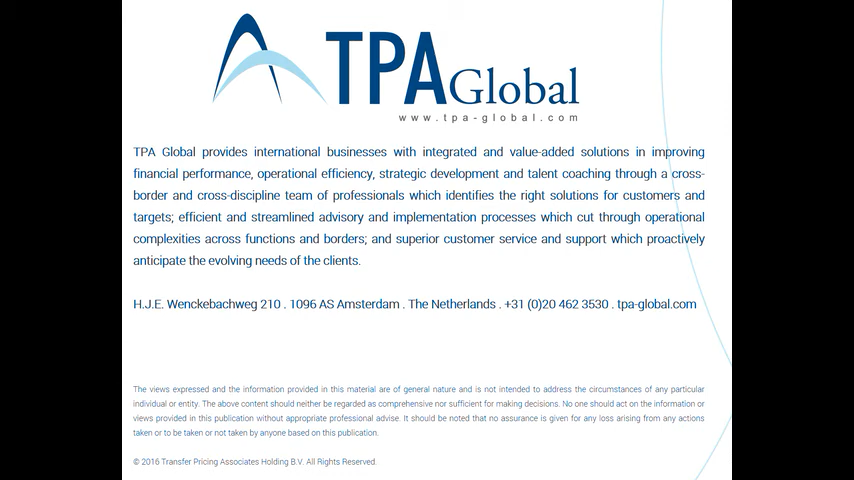 TPA Global
www.tpa-global.com
TPA Global provides international businesses with integrated and value-added solutions in improving
financial performance, operational efficiency, strategic development and talent coaching through a cross-
border and cross-discipline team of professionals which identifies the right solutions for customers and
targets; efficient and streamlined advisory and implementation processes which cut through operational
complexities across functions and borders; and superior customer service and support which proactively
anticipate the evolving needs of the clients.
H.J.E. Wenckebachweg 210 . 1096 AS Amsterdam . The Netherlands . +31 (0)20 462 3530 . tpa-global.com
The views expressed and the information provided in this material are of general nature and is not intended to address the circumstances of any particular
individual or entity. The above content should neither be regarded as comprehensive nor sufficient for making decisions. No one should act on the information or
views provided in this publication without appropriate professional advise. It should be noted that no assurance is given for any loss arising from any actions
taken or to be taken or not taken by anyone based on this publication.
© 2016 Transfer Pricing Associates Holding B.V. All Rights Reserved.